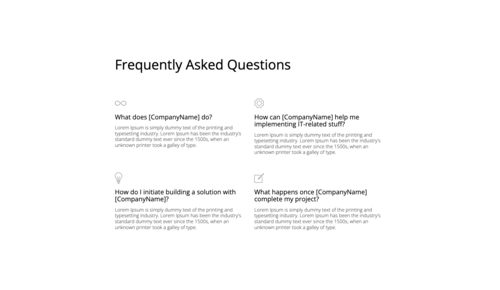 Frequently Asked Questions
What does [CompanyName] do?
Lorem Ipsum is simply dummy text of the printing and
typesetting industry. Lorem Ipsum has been the industry's
standard dummy text ever since the 1500s, when an
unknown printer took a galley of type.
How can [CompanyName] help me
implementing IT-related stuff?
Lorem Ipsum is simply dummy text of the printing and
typesetting industry. Lorem Ipsum has been the industry's
standard dummy text ever since the 1500s, when an
unknown printer took a galley of type.
How do I initiate building a solution with
[CompanyName]?
Lorem Ipsum is simply dummy text of the printing and
typesetting industry. Lorem Ipsum has been the industry's
standard dummy text ever since the 1500s, when an
unknown printer took a galley of type.
What happens once [CompanyName]
complete my project?
Lorem Ipsum is simply dummy text of the printing and
typesetting industry. Lorem Ipsum has been the industry's
standard dummy text ever since the 1500s, when an
unknown printer took a galley of type.